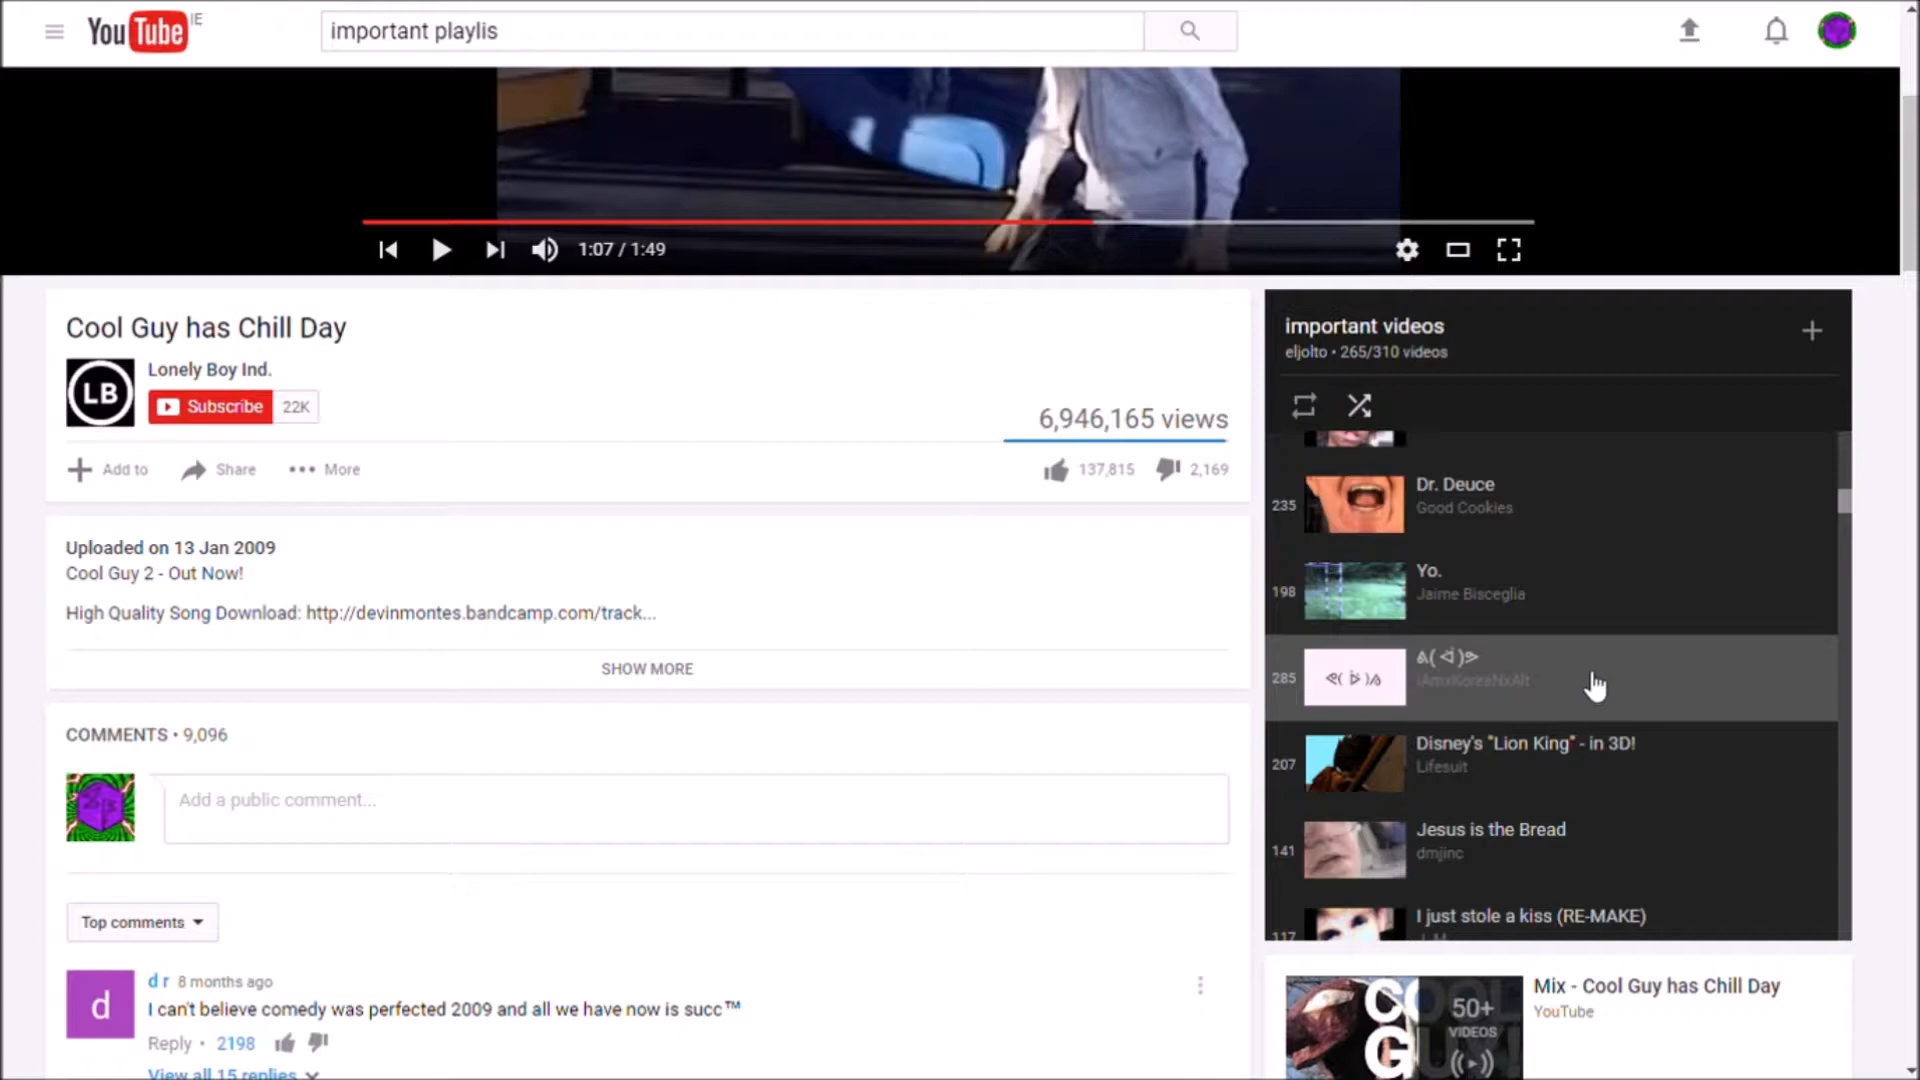 YouTube IE
important playlis
1:07 / 1:49
Cool Guy has Chill Day
LB
Lonely Boy Ind.
Subscribe 22K
6,946,165 views
Add to Share More
137,815 2,169
Uploaded on 13 Jan 2009
Cool Guy 2 - Out Now!
High Quality Song Download: http://devinmontes.bandcamp.com/track...
SHOW MORE
COMMENTS • 9,096
Add a public comment...
Top comments
d
d r 8 months ago
I can't believe comedy was perfected 2009 and all we have now is succ™
Reply • 2198
View all 15 replies
important videos
eljolto • 265/310 videos
235
Dr. Deuce
Good Cookies
198
Yo.
Jaime Bisceglia
285
iAmxKoreaNxAlt
207
Disney's "Lion King" - in 3D!
Lifesuit
141
Jesus is the Bread
dmjinc
117
I just stole a kiss (RE-MAKE)
COOL
GUY!
50+
VIDEOS
Mix - Cool Guy has Chill Day
YouTube